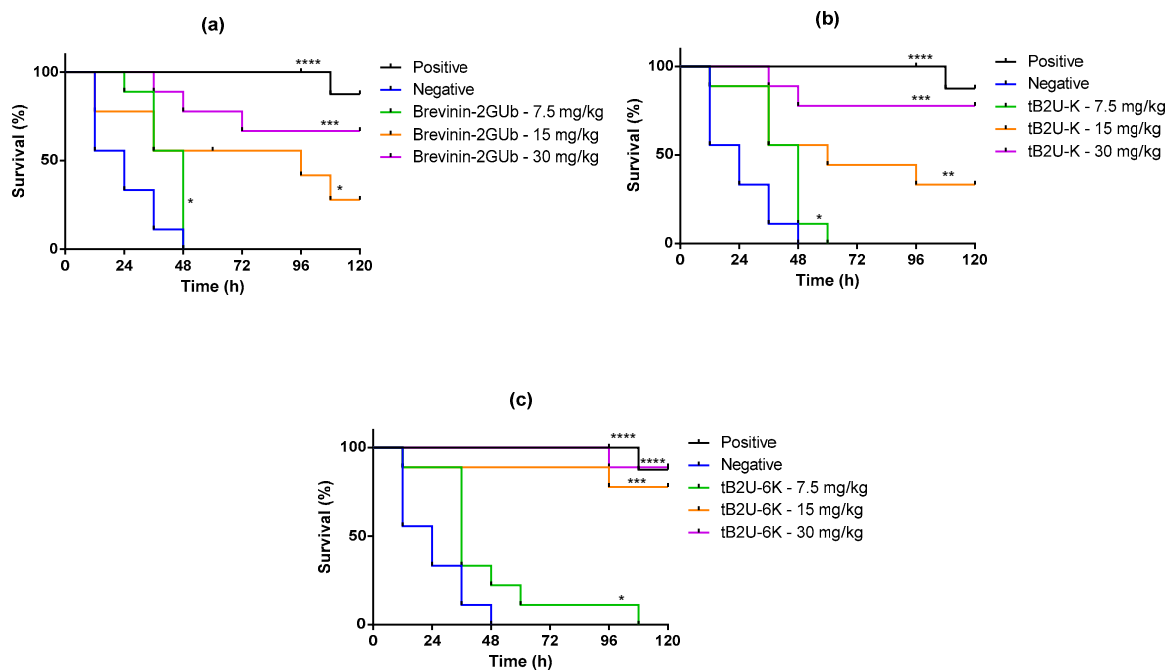 (a)
****
100
***
50
*
*
0
0 24 48 72 96 120
Survival (%)
Time (h)
Positive
Negative
Brevinin-2GUb - 7.5 mg/kg
Brevinin-2GUb - 15 mg/kg
Brevinin-2GUb - 30 mg/kg
(b)
****
100
***
50
**
*
0
0 24 48 72 96 120
Survival (%)
Time (h)
Positive
Negative
tB2U-K - 7.5 mg/kg
tB2U-K - 15 mg/kg
tB2U-K - 30 mg/kg
(c)
****
100
****
***
50
*
0
0 24 48 72 96 120
Survival (%)
Time (h)
Positive
Negative
tB2U-6K - 7.5 mg/kg
tB2U-6K - 15 mg/kg
tB2U-6K - 30 mg/kg